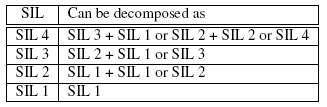 SIL Can be decomposed as
SIL 4 SIL 3 + SIL 1 or SIL 2 + SIL 2 or SIL 4
SIL 3 SIL 2 + SIL 1 or SIL 3
SIL 2 SIL 1 + SIL 1 or SIL 2
SIL 1 SIL 1